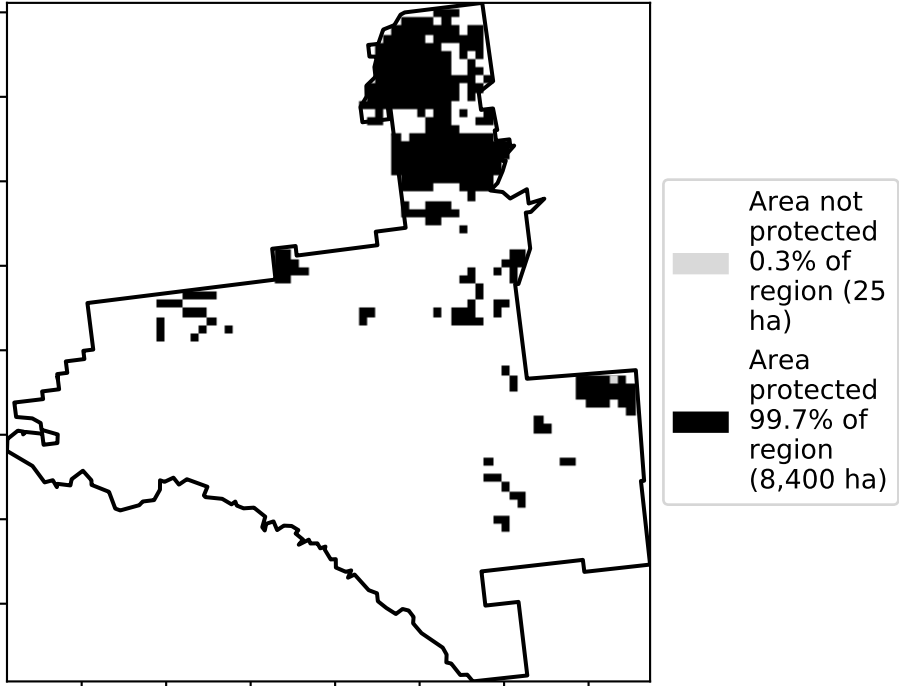 Area not
protected
0.3% of
region (25
ha)
Area
protected
99.7% of
region
(8,400 ha)